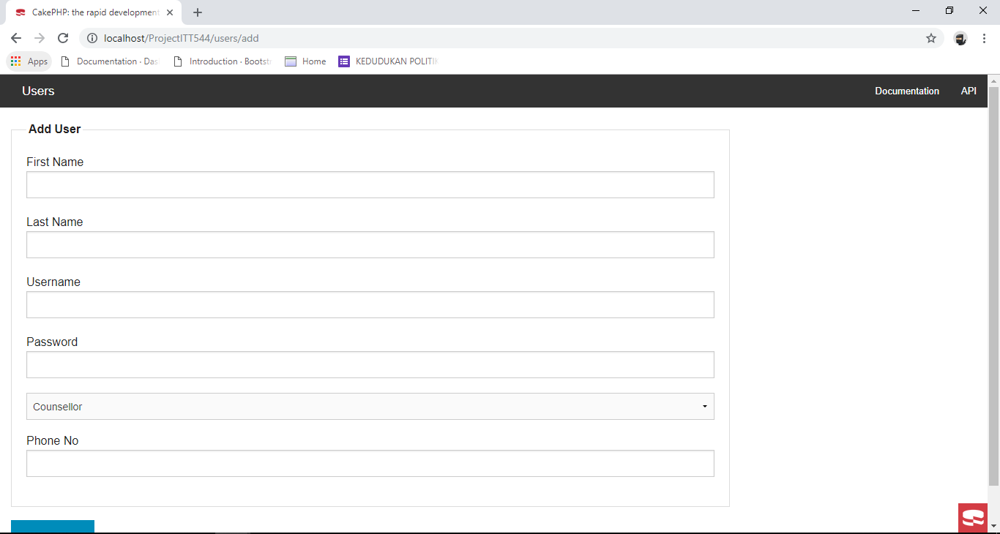 CakePHP: the rapid development
localhost/ProjectITT544/users/add
Apps Documentation · Das Introduction · Bootst Home KEDUDUKAN POLITI
Users Documentation API
Add User
First Name
Last Name
Username
Password
Counsellor
Phone No